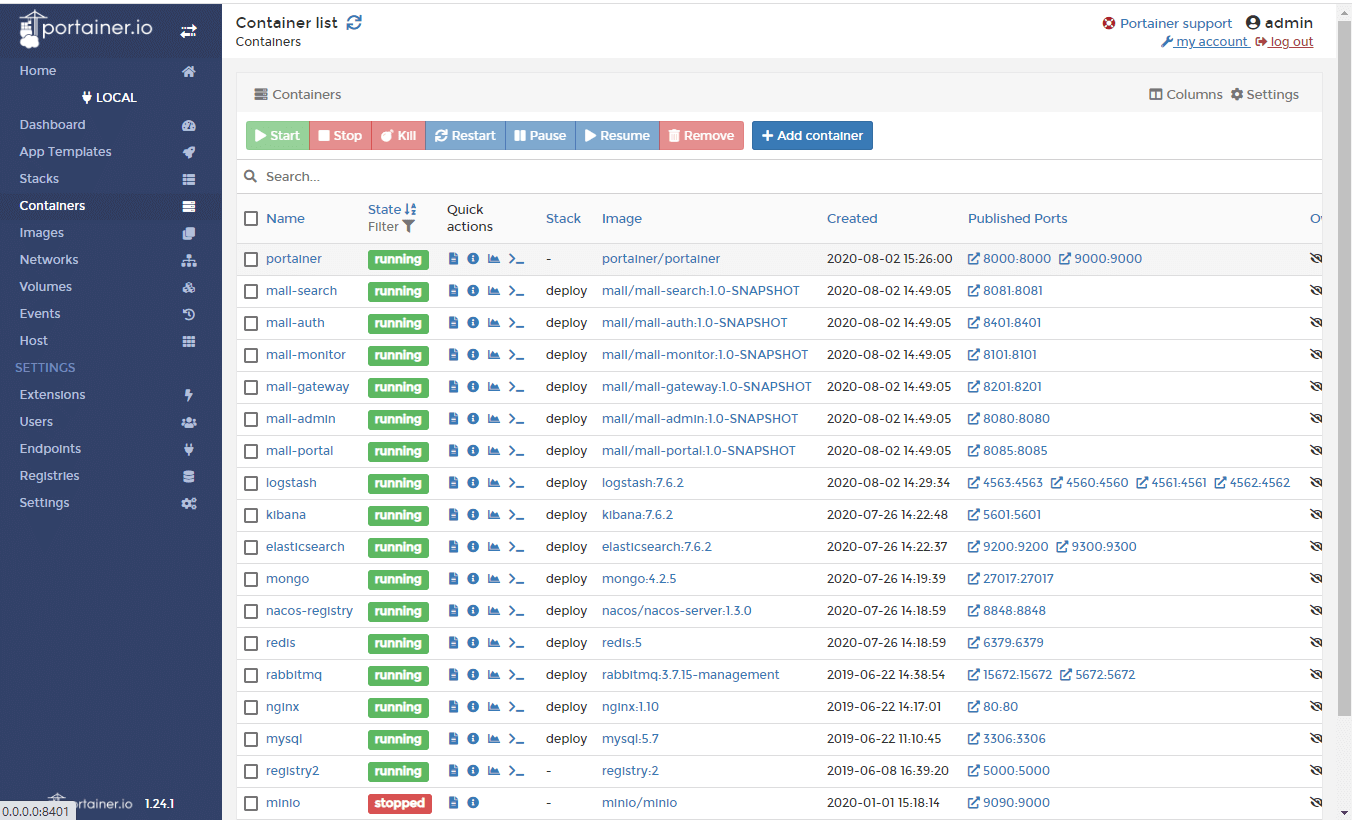 portainer.io
Home
LOCAL
Dashboard
App Templates
Stacks
Containers
Images
Networks
Volumes
Events
Host
SETTINGS
Extensions
Users
Endpoints
Registries
Settings
portainer.io 1.24.1
0.0.0.0:8401
Container list
Containers
Portainer support admin
my account log out
Containers
Columns Settings
Start Stop Kill Restart Pause Resume Remove Add container
Search...
Name State Filter Quick actions Stack Image Created Published Ports
portainer running - portainer/portainer 2020-08-02 15:26:00 8000:8000 9000:9000
mall-search running deploy mall/mall-search:1.0-SNAPSHOT 2020-08-02 14:49:05 8081:8081
mall-auth running deploy mall/mall-auth:1.0-SNAPSHOT 2020-08-02 14:49:05 8401:8401
mall-monitor running deploy mall/mall-monitor:1.0-SNAPSHOT 2020-08-02 14:49:05 8101:8101
mall-gateway running deploy mall/mall-gateway:1.0-SNAPSHOT 2020-08-02 14:49:05 8201:8201
mall-admin running deploy mall/mall-admin:1.0-SNAPSHOT 2020-08-02 14:49:05 8080:8080
mall-portal running deploy mall/mall-portal:1.0-SNAPSHOT 2020-08-02 14:49:05 8085:8085
logstash running deploy logstash:7.6.2 2020-08-02 14:29:34 4563:4563 4560:4560 4561:4561 4562:4562
kibana running deploy kibana:7.6.2 2020-07-26 14:22:48 5601:5601
elasticsearch running deploy elasticsearch:7.6.2 2020-07-26 14:22:37 9200:9200 9300:9300
mongo running deploy mongo:4.2.5 2020-07-26 14:19:39 27017:27017
nacos-registry running deploy nacos/nacos-server:1.3.0 2020-07-26 14:18:59 8848:8848
redis running deploy redis:5 2020-07-26 14:18:59 6379:6379
rabbitmq running deploy rabbitmq:3.7.15-management 2019-06-22 14:38:54 15672:15672 5672:5672
nginx running deploy nginx:1.10 2019-06-22 14:17:01 80:80
mysql running deploy mysql:5.7 2019-06-22 11:10:45 3306:3306
registry2 running - registry:2 2019-06-08 16:39:20 5000:5000
minio stopped - minio/minio 2020-01-01 15:18:14 9090:9000